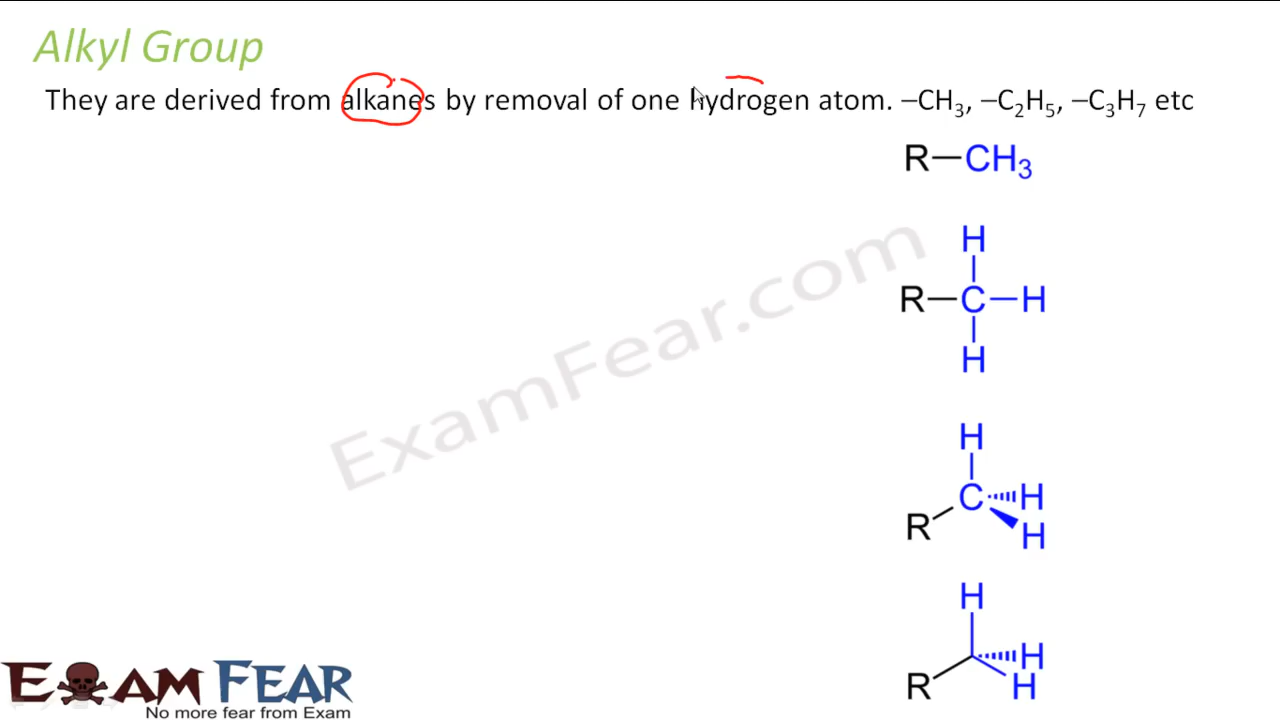 Alkyl Group
They are derived from alkanes by removal of one hydrogen atom. –CH₃, –C₂H₅, –C₃H₇ etc
R—CH₃
H
R—C—H
H
H
C H
R H
H
H
R H
ExamFear.com
EXAM FEAR
No more fear from Exam